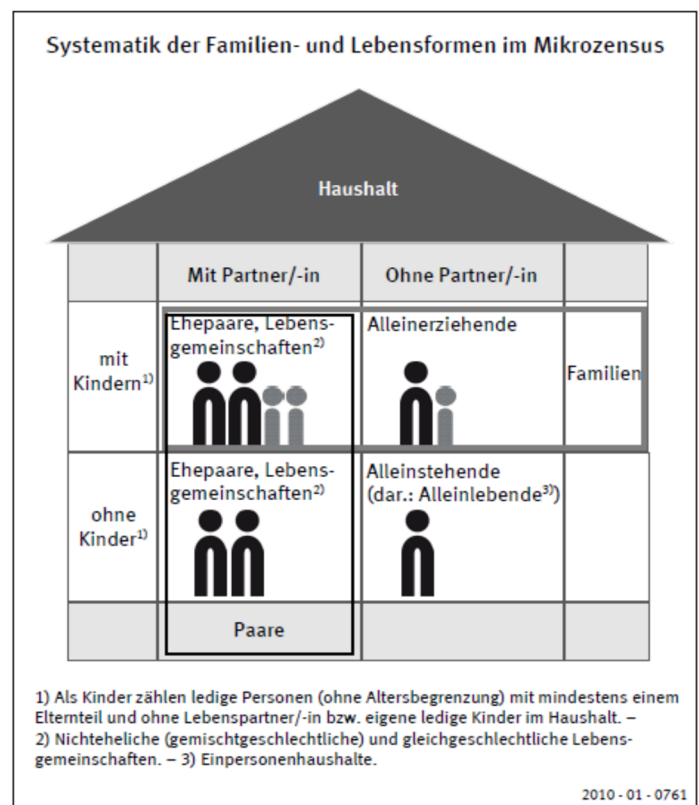 Systematik der Familien- und Lebensformen im Mikrozensus
Haushalt
Mit Partner/-in
Ohne Partner/-in
mit
Kindern1)
Ehepaare, Lebens-
gemeinschaften2)
Alleinerziehende
Familien
ohne
Kinder1)
Ehepaare, Lebens-
gemeinschaften2)
Alleinstehende
(dar.: Alleinlebende3))
Paare
1) Als Kinder zählen ledige Personen (ohne Altersbegrenzung) mit mindestens einem
Elternteil und ohne Lebenspartner/-in bzw. eigene ledige Kinder im Haushalt. –
2) Nichteheliche (gemischtgeschlechtliche) und gleichgeschlechtliche Lebens-
gemeinschaften. – 3) Einpersonenhaushalte.
2010 - 01 - 0761